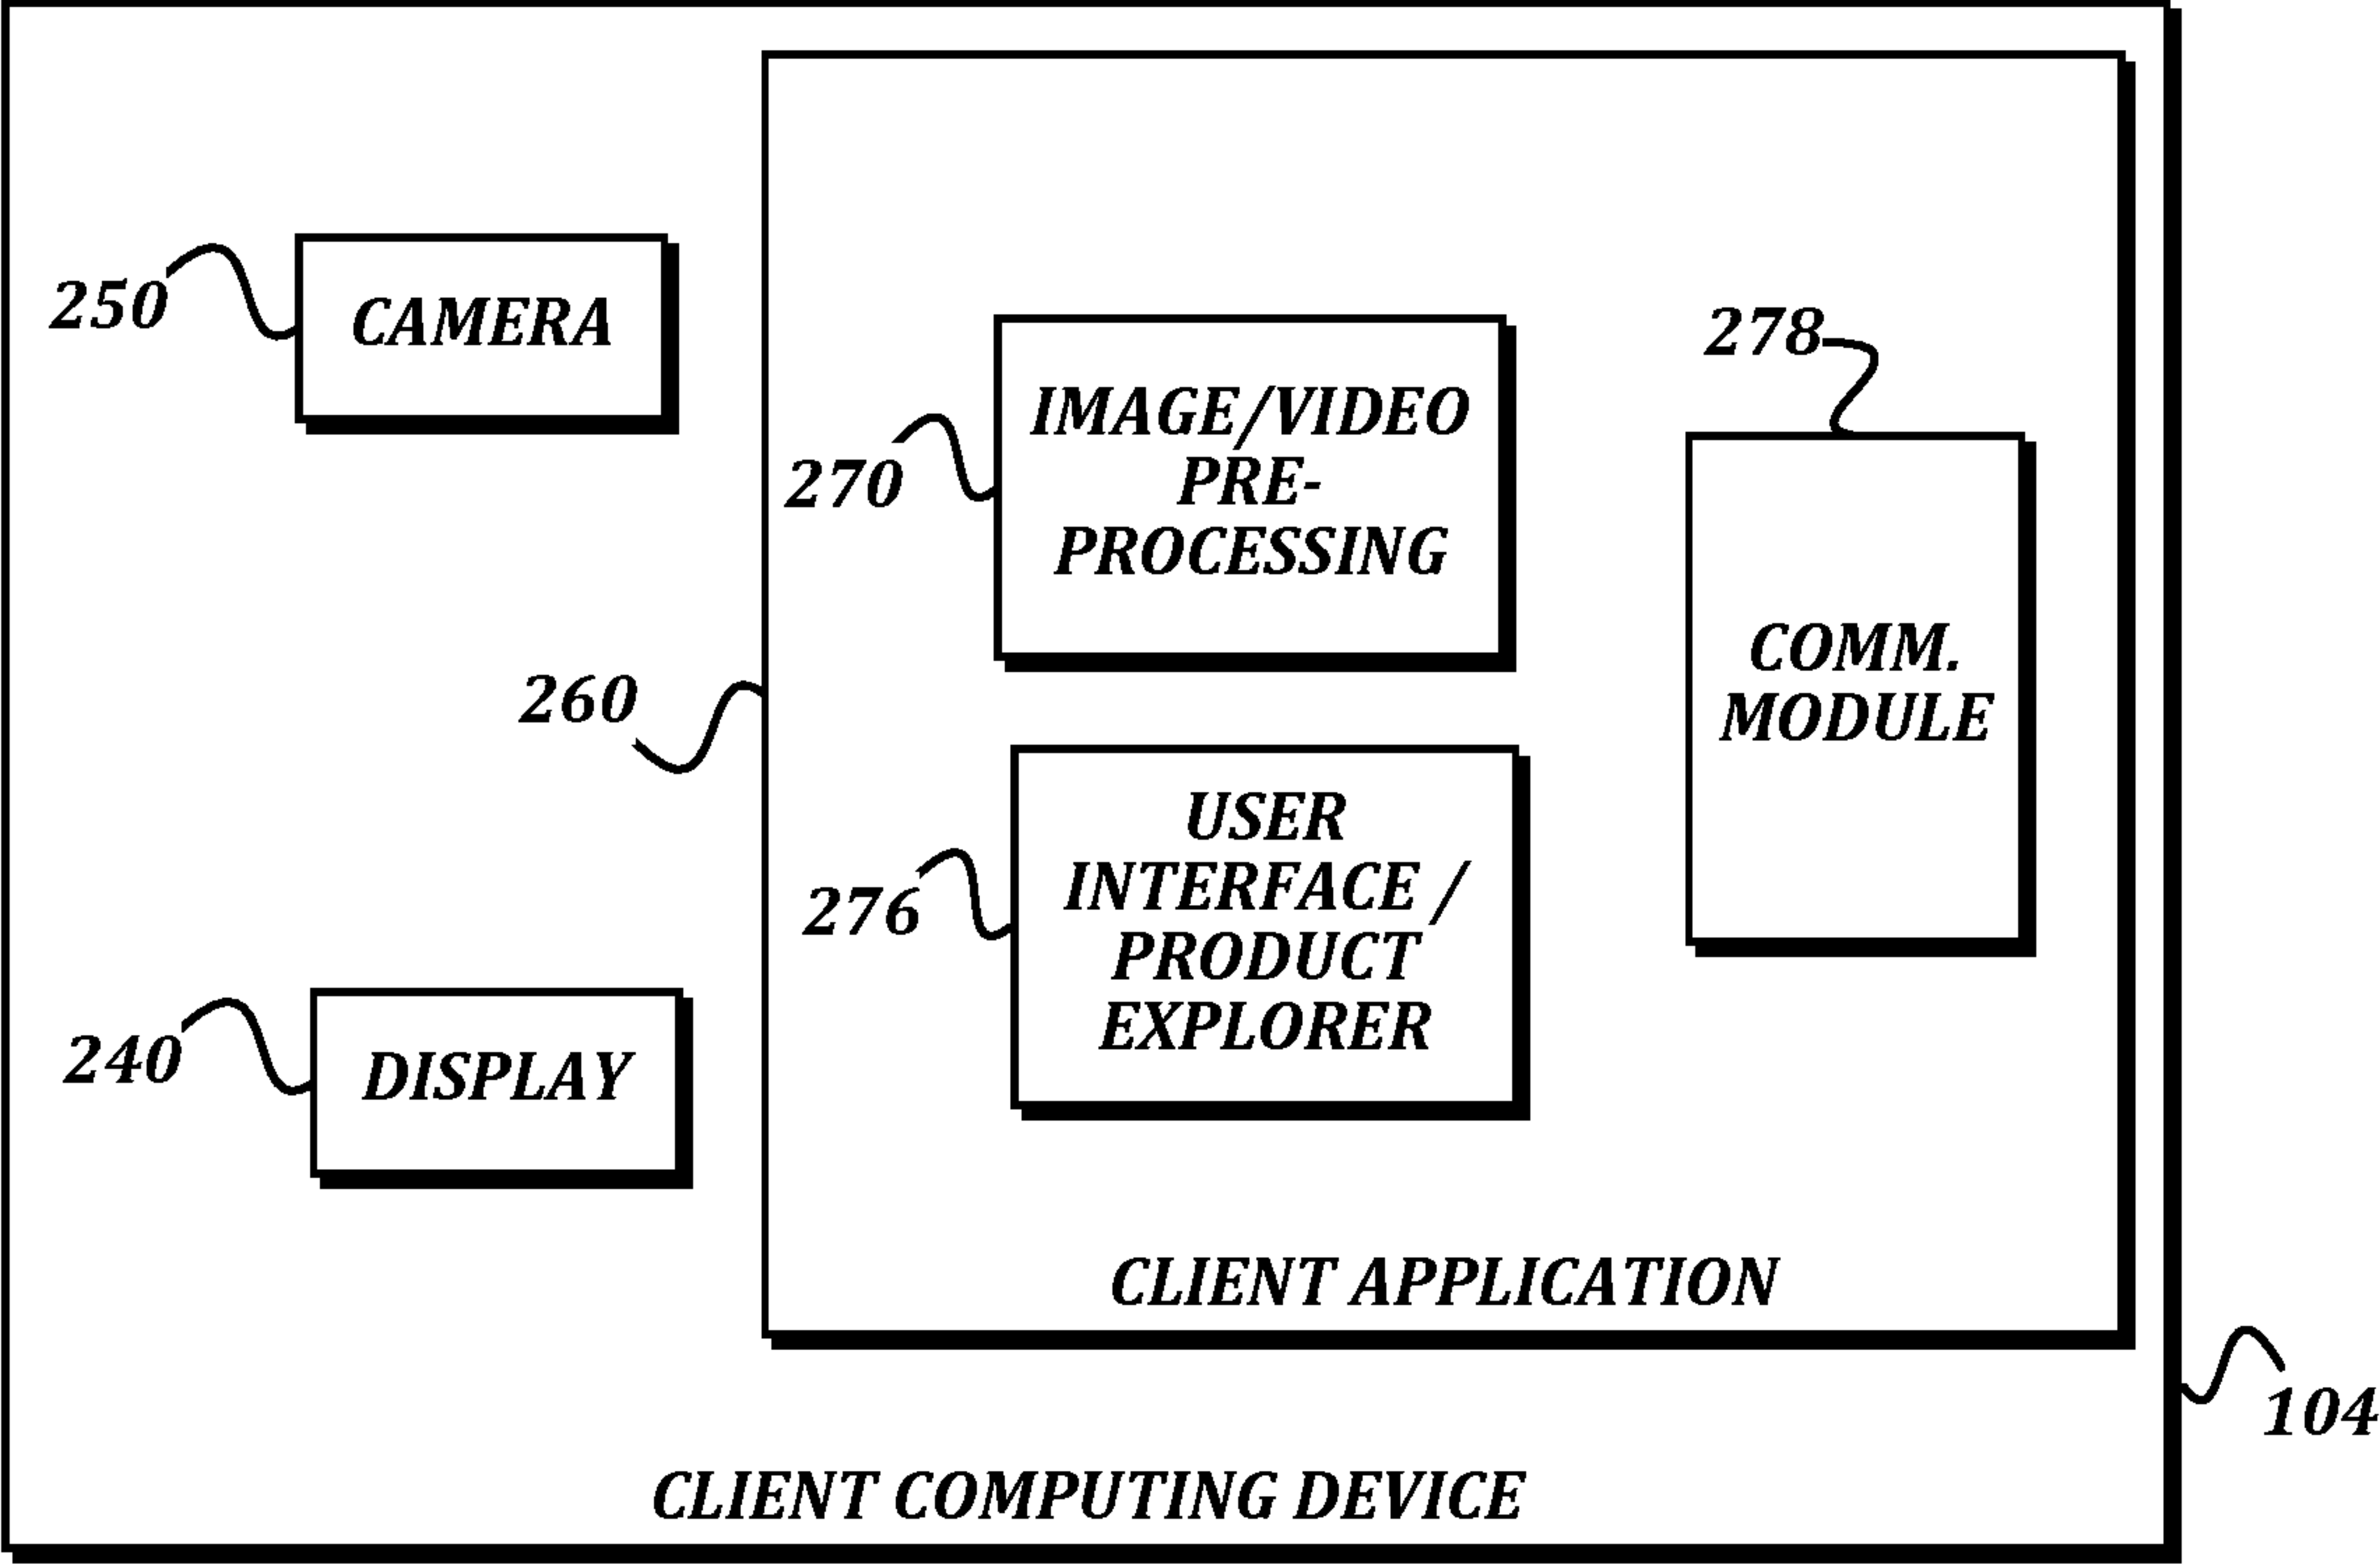 250
CAMERA
270
IMAGE/VIDEO
PRE-
PROCESSING
278
COMM.
MODULE
260
276
USER
INTERFACE /
PRODUCT
EXPLORER
240
DISPLAY
CLIENT APPLICATION
104
CLIENT COMPUTING DEVICE